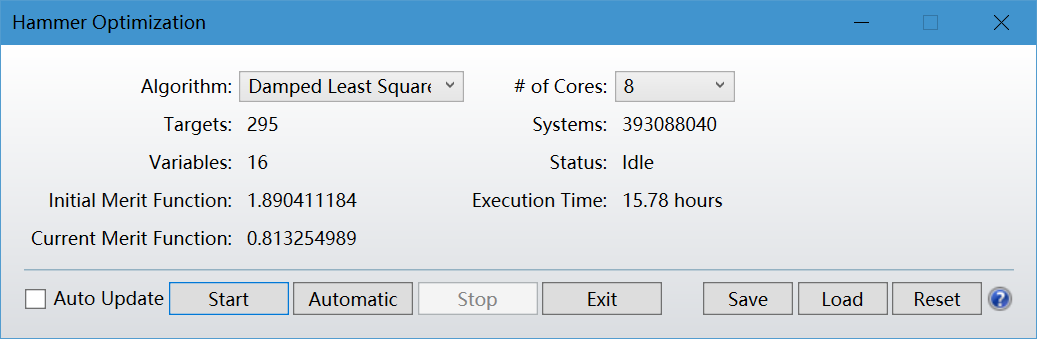 Hammer Optimization
Algorithm: Damped Least Square # of Cores: 8
Targets: 295 Systems: 393088040
Variables: 16 Status: Idle
Initial Merit Function: 1.890411184 Execution Time: 15.78 hours
Current Merit Function: 0.813254989
Auto Update Start Automatic Stop Exit Save Load Reset ?